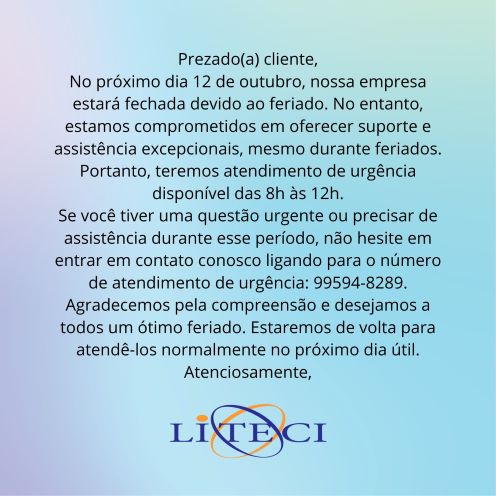 Prezado(a) cliente,
No próximo dia 12 de outubro, nossa empresa
estará fechada devido ao feriado. No entanto,
estamos comprometidos em oferecer suporte e
assistência excepcionais, mesmo durante feriados.
Portanto, teremos atendimento de urgência
disponível das 8h às 12h.
Se você tiver uma questão urgente ou precisar de
assistência durante esse período, não hesite em
entrar em contato conosco ligando para o número
de atendimento de urgência: 99594-8289.
Agradecemos pela compreensão e desejamos a
todos um ótimo feriado. Estaremos de volta para
atendê-los normalmente no próximo dia útil.
Atenciosamente,
LiTECI